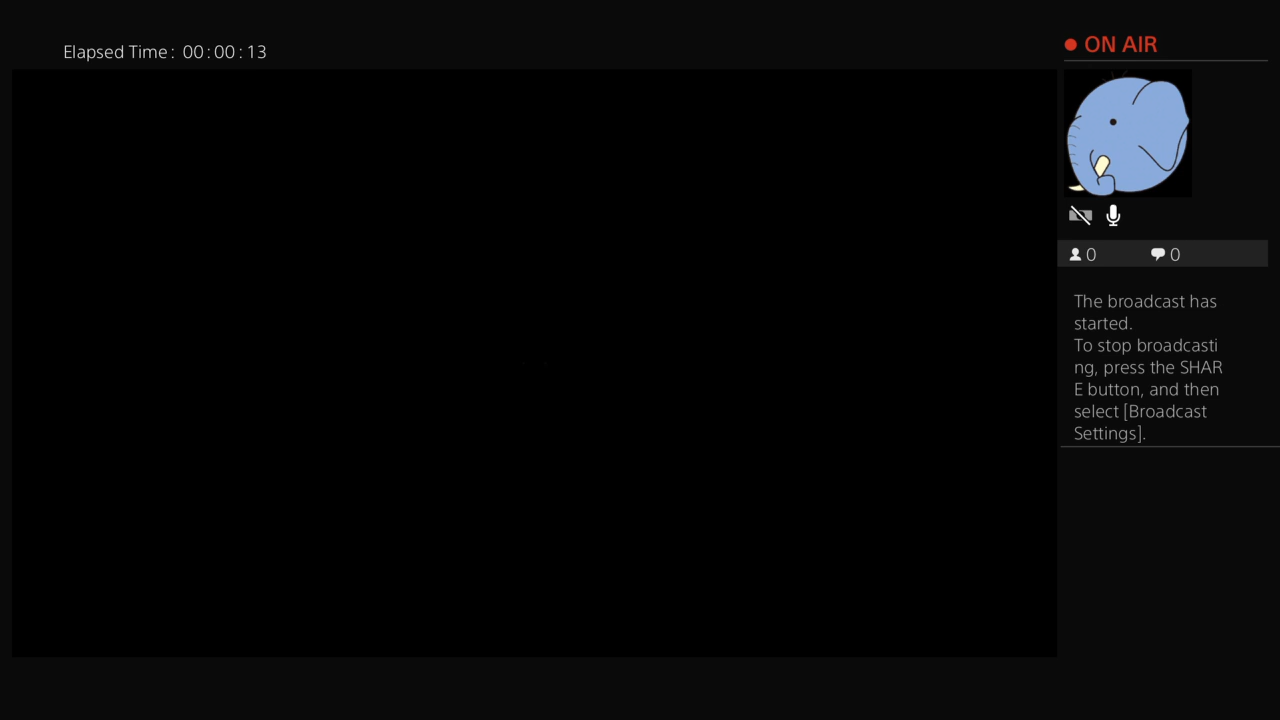 Elapsed Time: 00:00:13
ON AIR
0 0
The broadcast has
started.
To stop broadcasti
ng, press the SHAR
E button, and then
select [Broadcast
Settings].